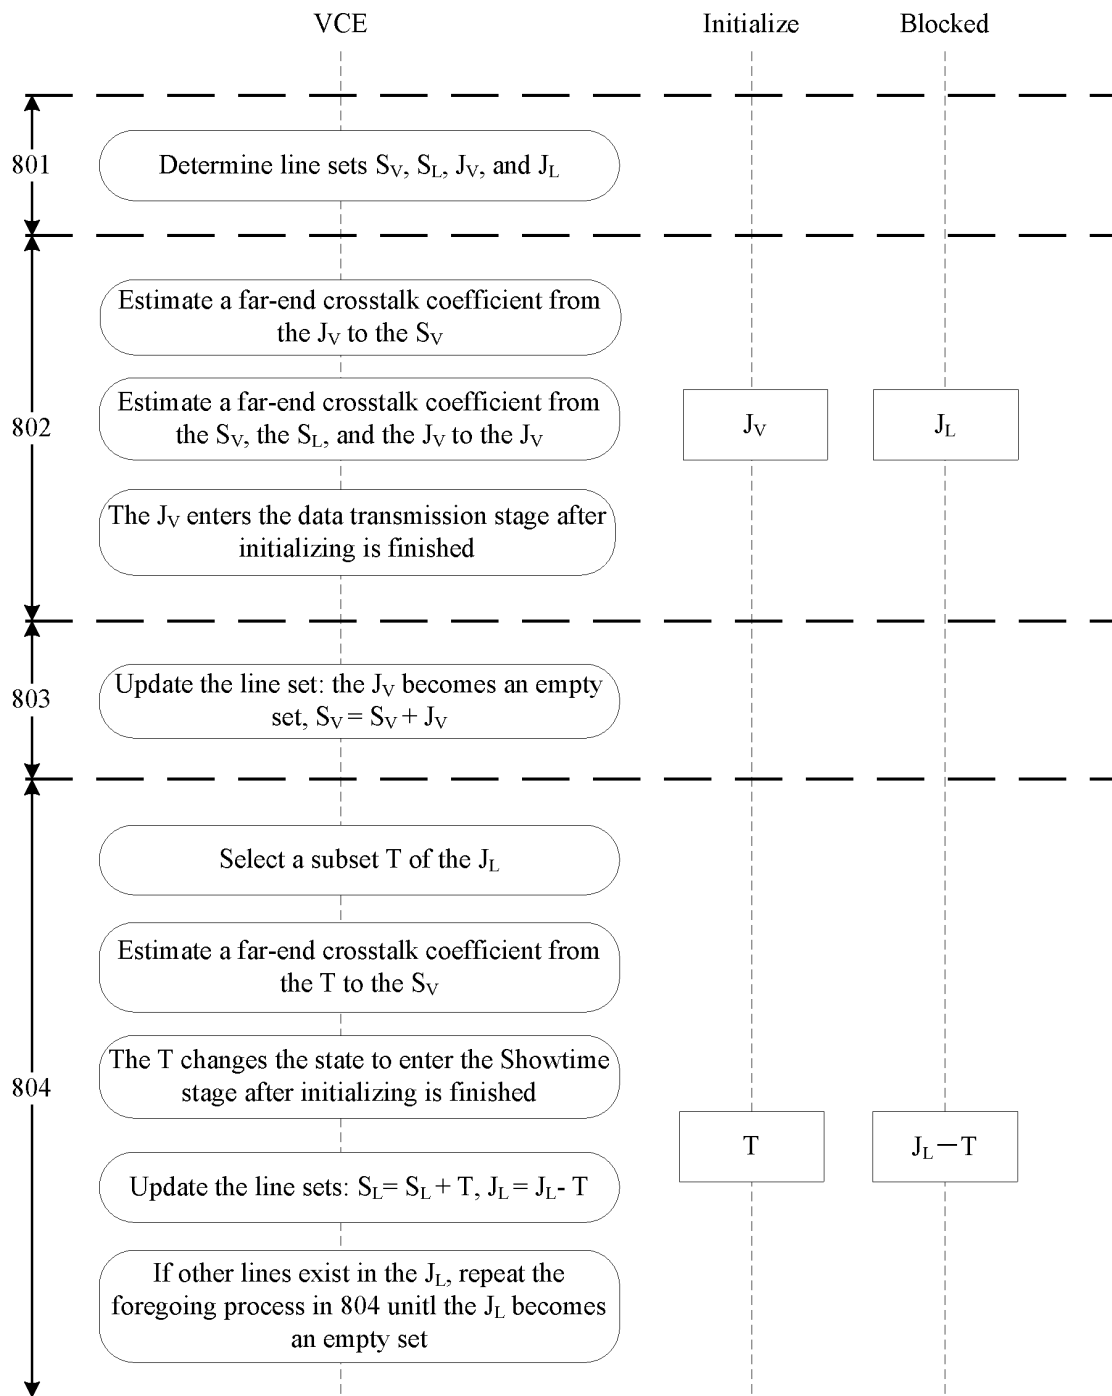 VCE Initialize Blocked
801
Determine line sets S_V, S_L, J_V, and J_L
802
Estimate a far-end crosstalk coefficient from
the J_V to the S_V
Estimate a far-end crosstalk coefficient from
the S_V, the S_L, and the J_V to the J_V
J_V
J_L
The J_V enters the data transmission stage after
initializing is finished
803
Update the line set: the J_V becomes an empty
set, S_V = S_V + J_V
804
Select a subset T of the J_L
Estimate a far-end crosstalk coefficient from
the T to the S_V
The T changes the state to enter the Showtime
stage after initializing is finished
T
J_L－T
Update the line sets: S_L= S_L + T, J_L = J_L- T
If other lines exist in the J_L, repeat the
foregoing process in 804 unitl the J_L becomes
an empty set